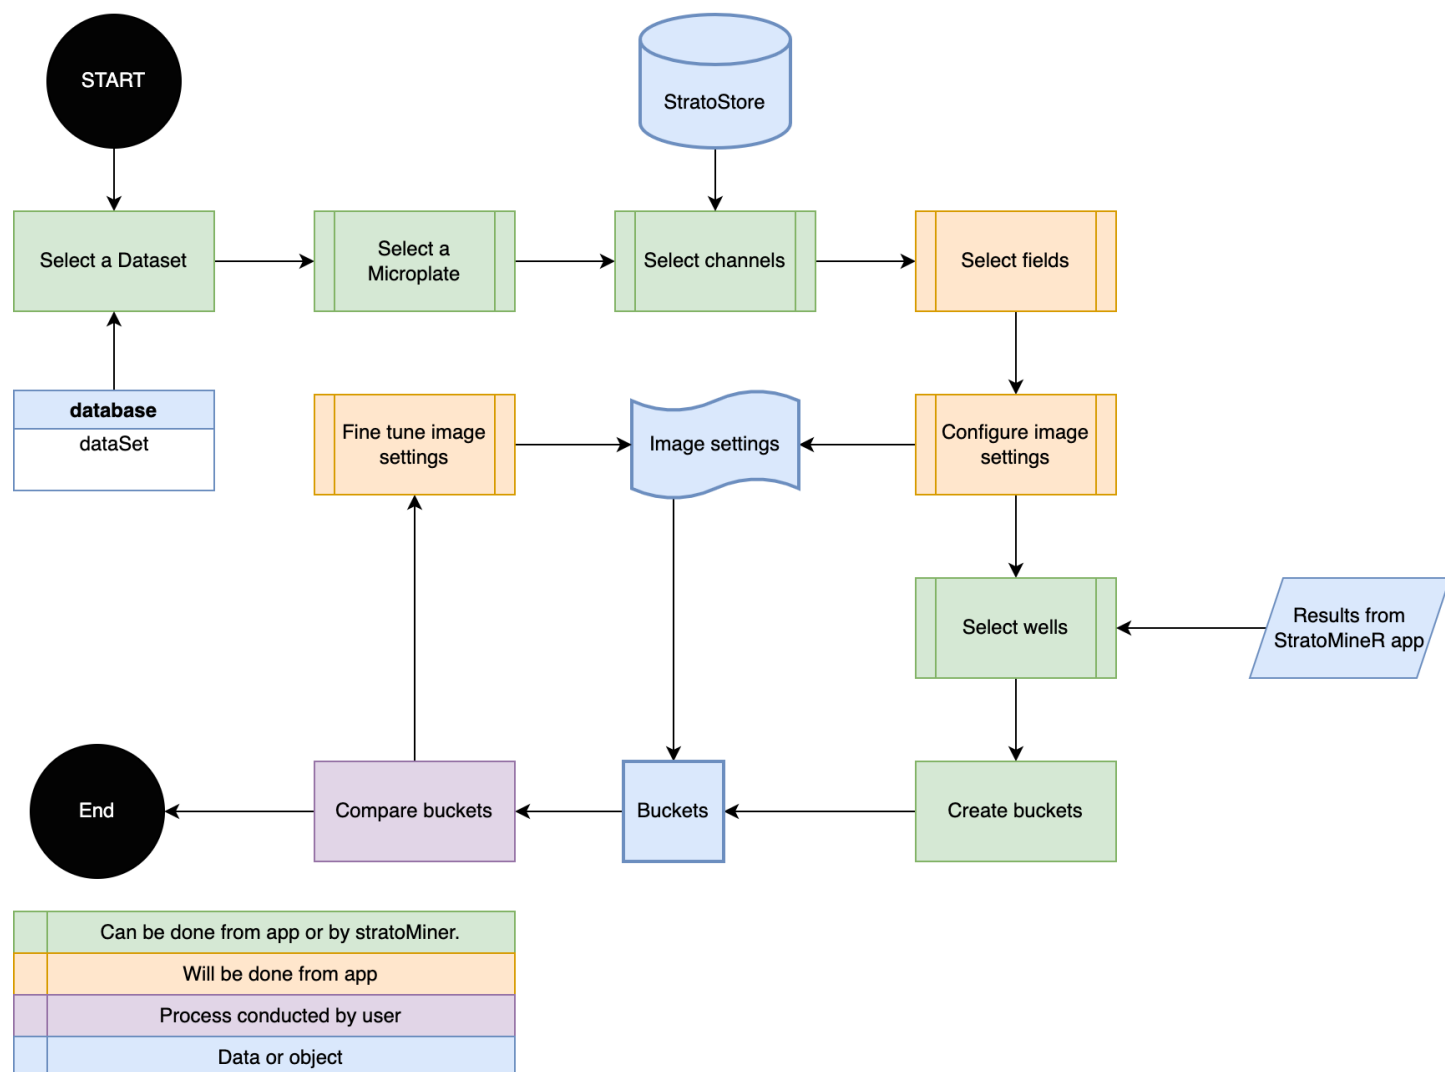 START
StratoStore
Select a Dataset
Select a
Microplate
Select channels
Select fields
database
dataSet
Fine tune image
settings
Image settings
Configure image
settings
Select wells
Results from
StratoMineR app
End
Compare buckets
Buckets
Create buckets
Can be done from app or by stratoMiner.
Will be done from app
Process conducted by user
Data or object